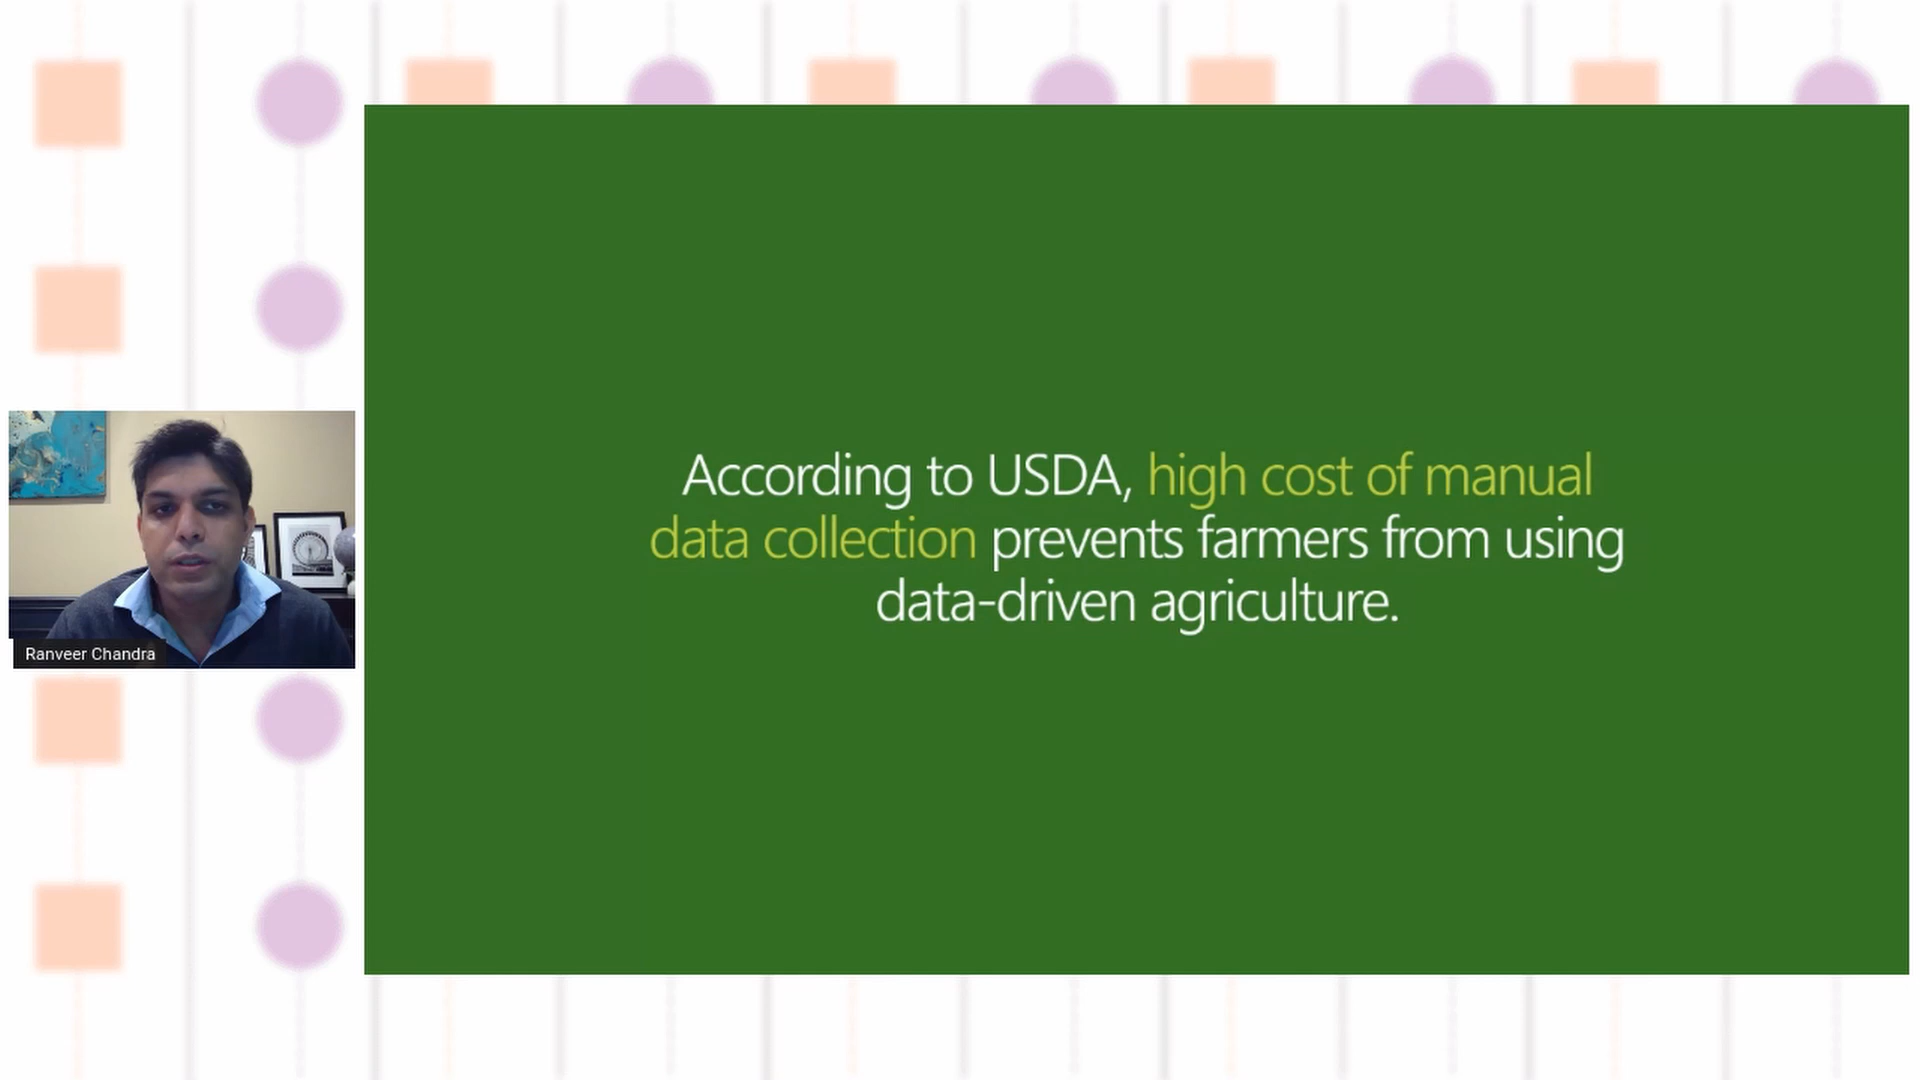 According to USDA, high cost of manual
data collection prevents farmers from using
data-driven agriculture.
Ranveer Chandra